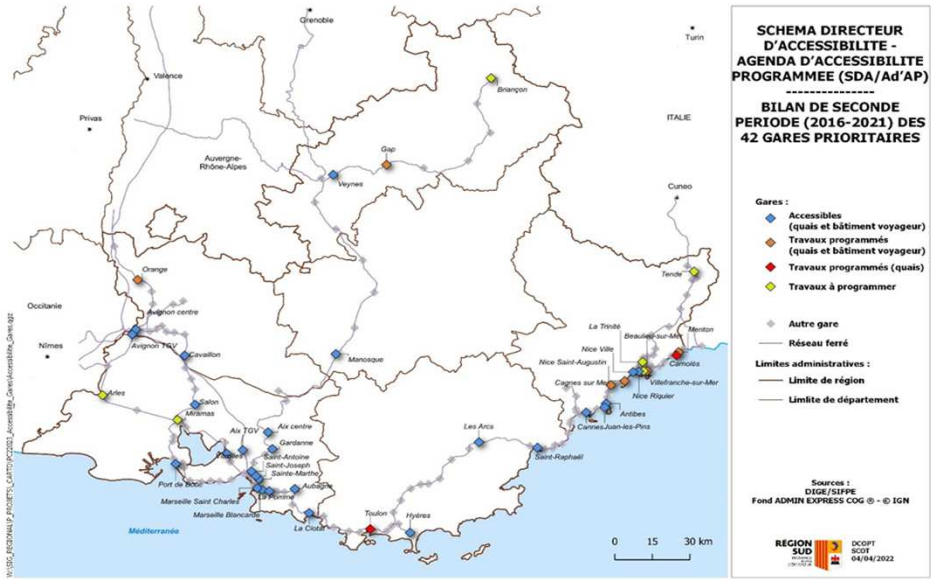 Grenoble
Turin
Valence
Briançon
Privas
ITALIE
Gap
Auvergne-
Rhône-Alpes
Veynes
Cuneo
Orange
Tende
Occitanie
Avignon centre
La Trinité
Beaulieu-sur-Mer
Menton
Nîmes
Avignon TGV
Cavaillon
Manosque
Nice Ville
Nice Saint-Augustin
Carnolès
Cagnes sur Mer
Villefranche-sur-Mer
Nice Riquier
Arles
Salon
Miramas
Antibes
Cannes
Juan-les-Pins
Aix TGV
Aix centre
Les Arcs
Gardanne
Saint-Raphaël
Saint-Antoine
Saint-Joseph
Sainte-Marthe
Port de Bouc
Aubagne
La Pomme
Marseille Saint Charles
Marseille Blancarde
La Ciotat
Toulon
Hyères
Méditerranée
0 15 30 km
SCHEMA DIRECTEUR
D'ACCESSIBILITE -
AGENDA D'ACCESSIBILITE
PROGRAMMEE (SDA/Ad'AP)
---------------
BILAN DE SECONDE
PERIODE (2016-2021) DES
42 GARES PRIORITAIRES
Gares :
Accessibles
(quais et bâtiment voyageur)
Travaux programmés
(quais et bâtiment voyageur)
Travaux programmés (quais)
Travaux à programmer
Autre gare
Réseau ferré
Limites administratives :
Limite de région
Limlite de département
Sources :
DIGE/SIFPE
Fond ADMIN EXPRESS COG ® - © IGN
REGION
SUD
DCOPT
SCOT
04/04/2022